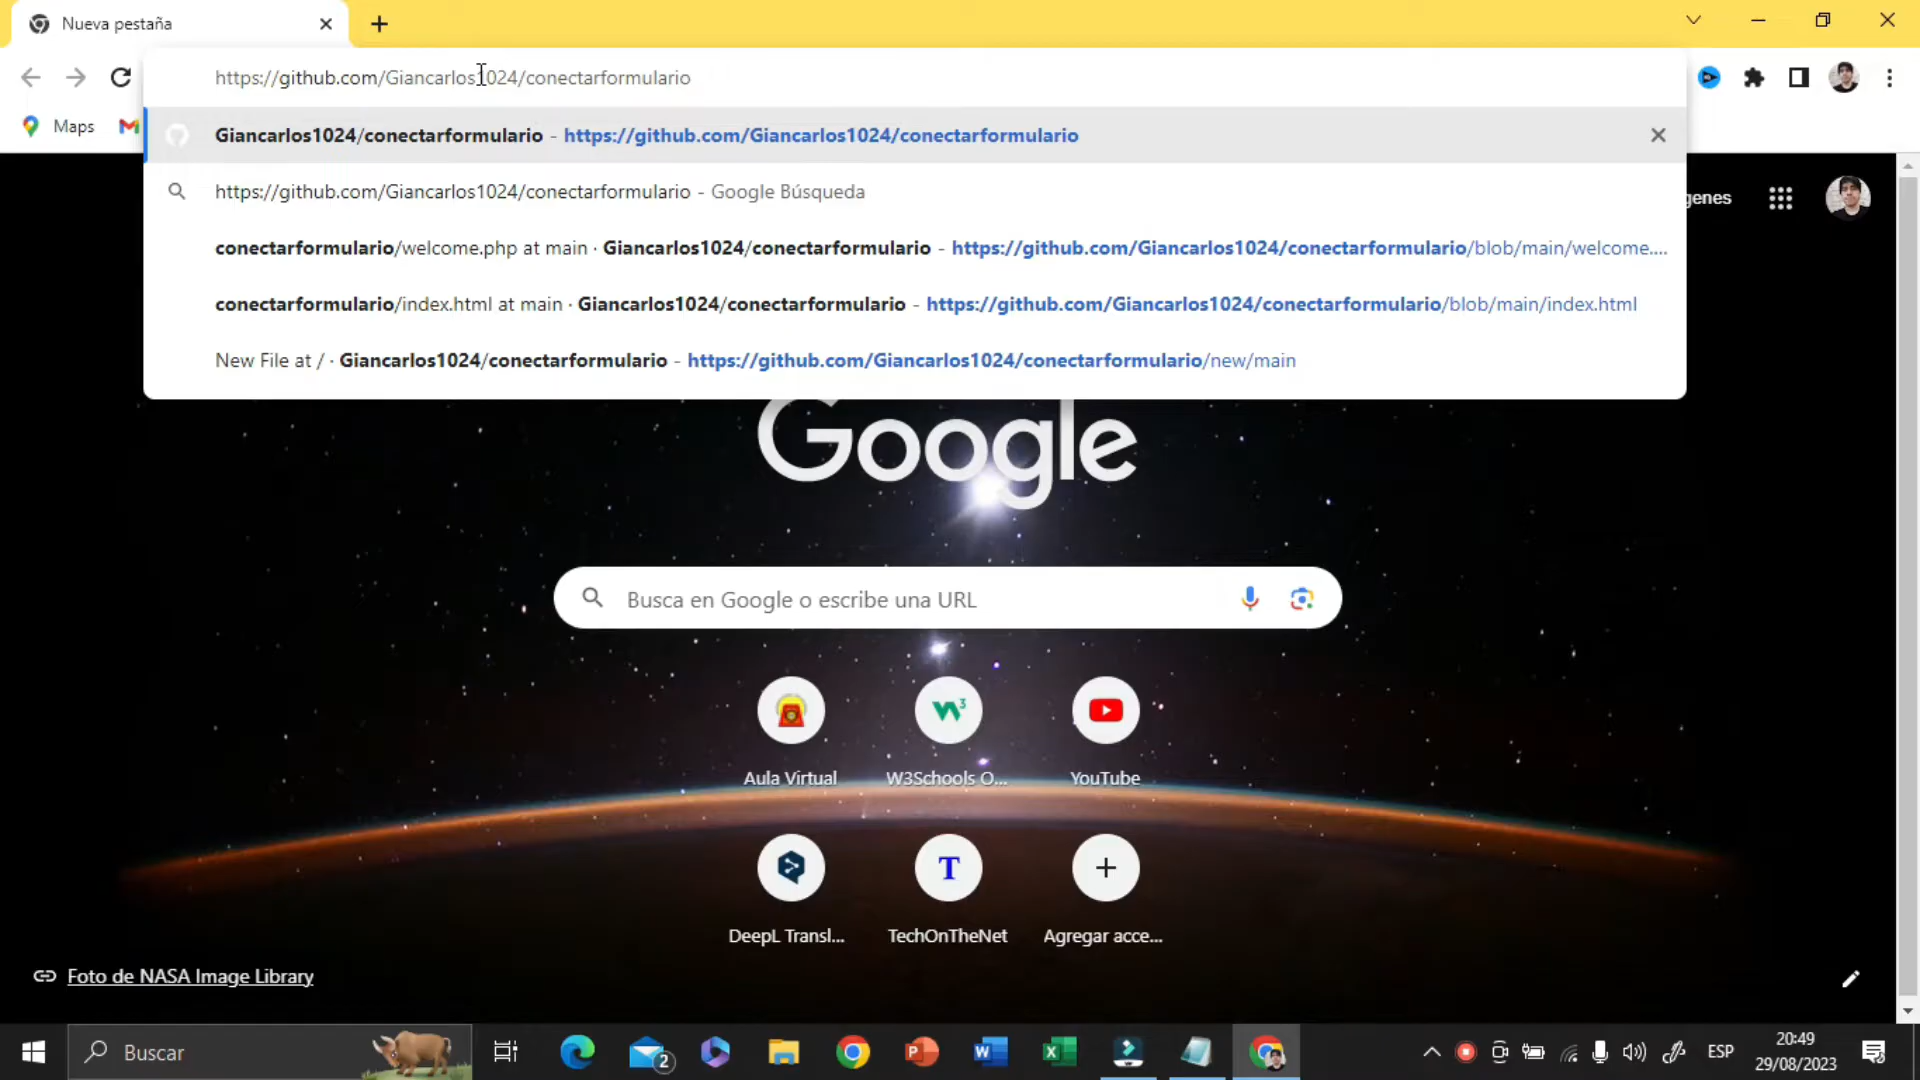 Nueva pestaña
https://github.com/Giancarlos1024/conectarformulario
Maps
Giancarlos1024/conectarformulario - https://github.com/Giancarlos1024/conectarformulario
https://github.com/Giancarlos1024/conectarformulario - Google Búsqueda
genes
conectarformulario/welcome.php at main · Giancarlos1024/conectarformulario - https://github.com/Giancarlos1024/conectarformulario/blob/main/welcome....
conectarformulario/index.html at main · Giancarlos1024/conectarformulario - https://github.com/Giancarlos1024/conectarformulario/blob/main/index.html
New File at / · Giancarlos1024/conectarformulario - https://github.com/Giancarlos1024/conectarformulario/new/main
Google
Busca en Google o escribe una URL
Aula Virtual
W3Schools O...
YouTube
T
DeepL Transl...
TechOnTheNet
Agregar acce...
Foto de NASA Image Library
Buscar
2
ESP
20:49
29/08/2023